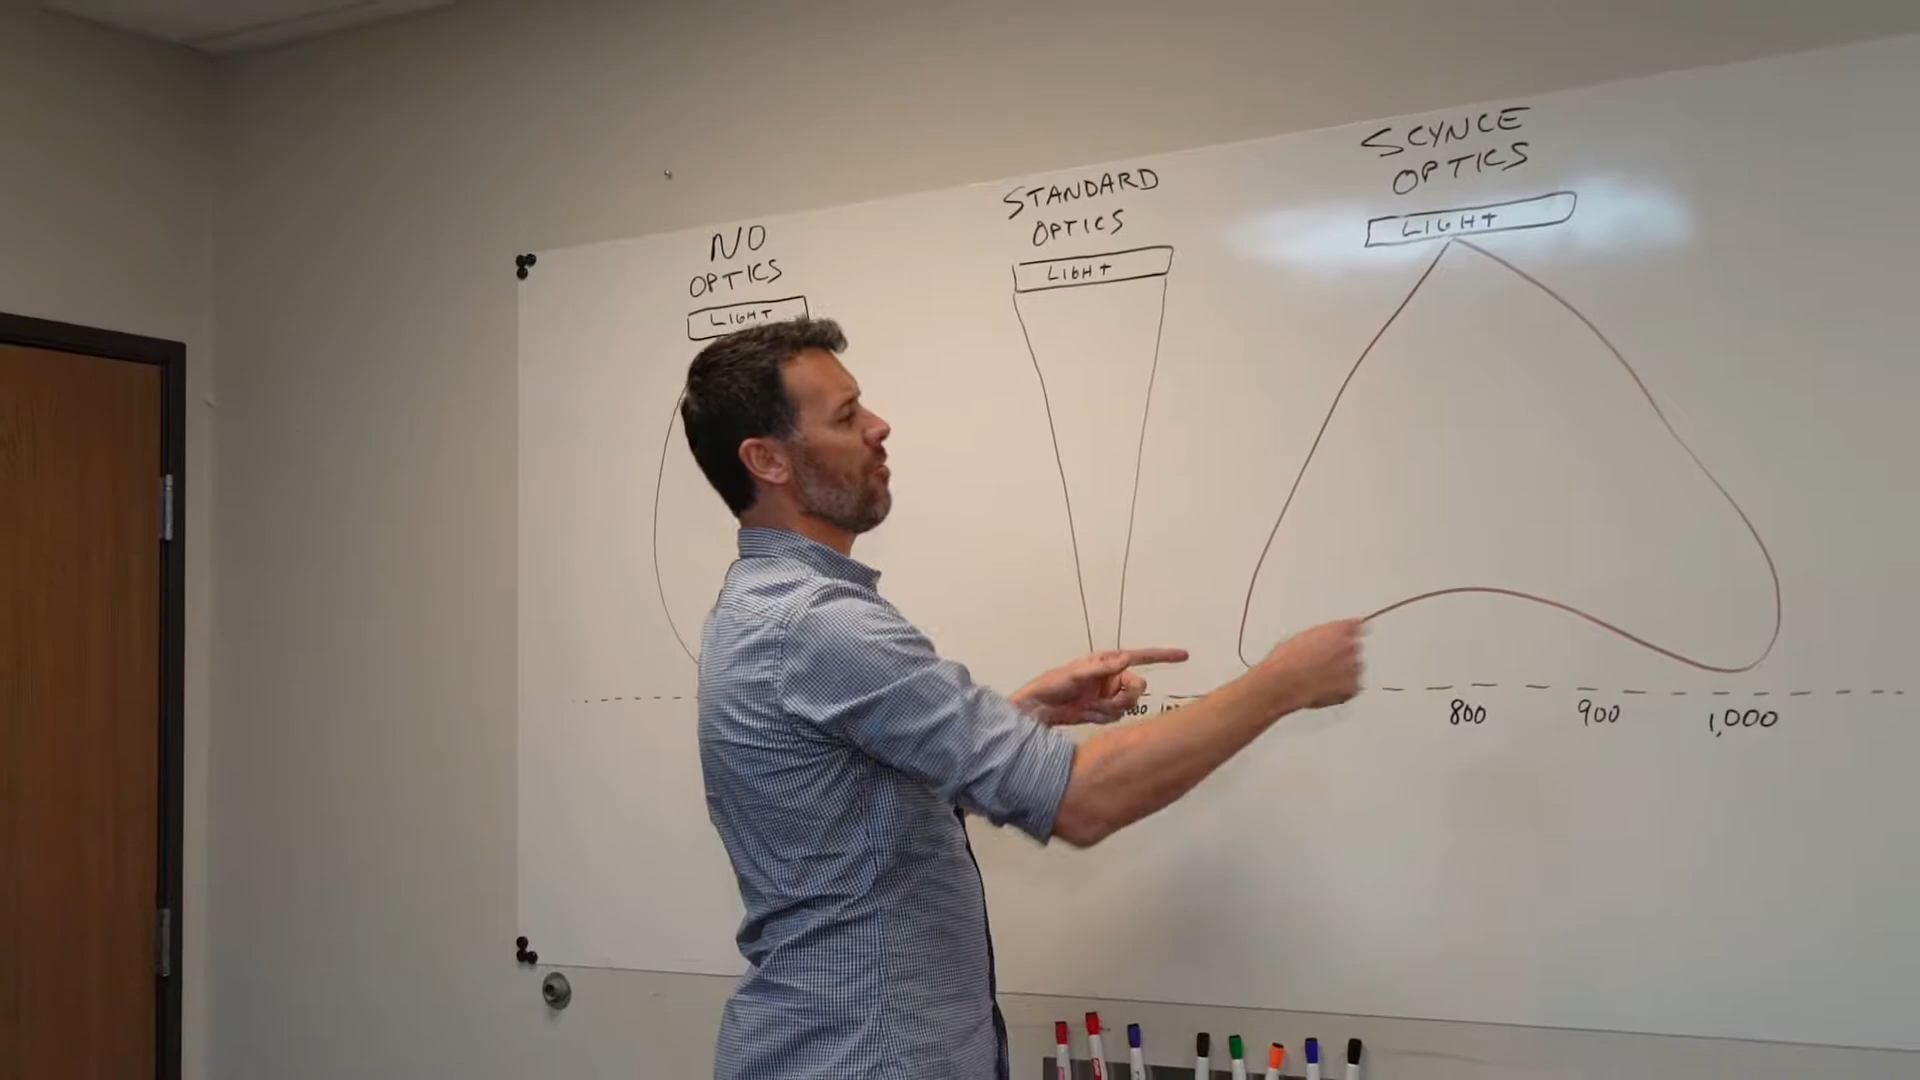 NO
OPTICS
LIGHT
STANDARD
OPTICS
LIGHT
SCYNCE
OPTICS
LIGHT
800 900 1,000